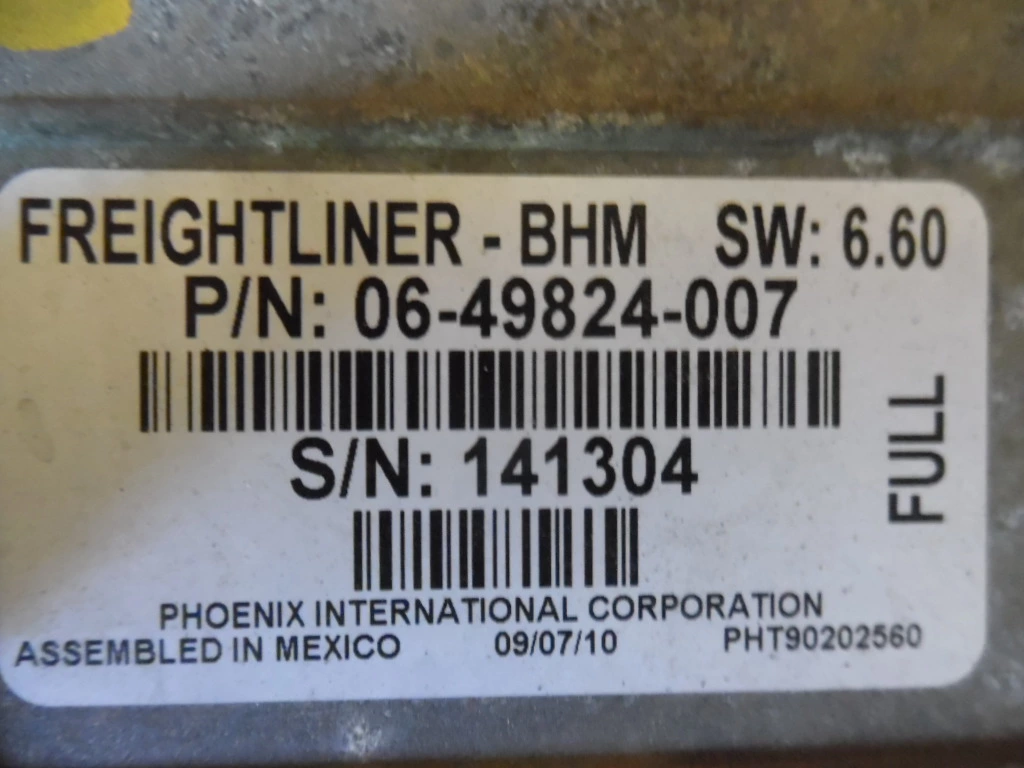 FREIGHTLINER - BHM SW: 6.60
P/N: 06-49824-007
S/N: 141304
FULL
PHOENIX INTERNATIONAL CORPORATION
ASSEMBLED IN MEXICO 09/07/10 PHT90202560